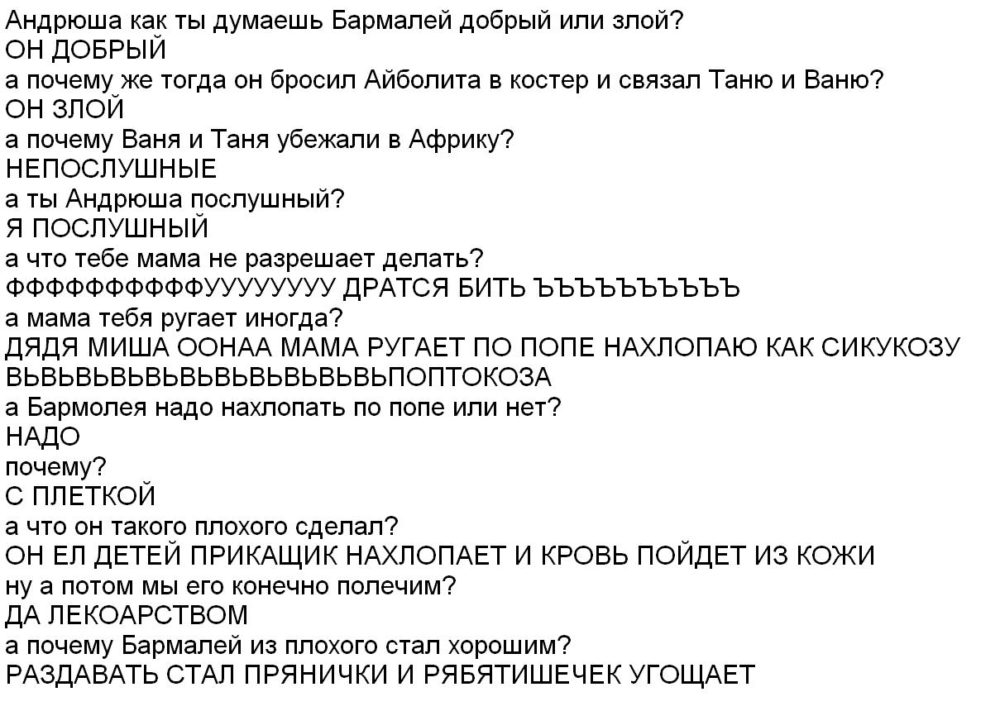 Андрюша как ты думаешь Бармалей добрый или злой?
ОН ДОБРЫЙ
а почему же тогда он бросил Айболита в костер и связал Таню и Ваню?
ОН ЗЛОЙ
а почему Ваня и Таня убежали в Африку?
НЕПОСЛУШНЫЕ
а ты Андрюша послушный?
Я ПОСЛУШНЫЙ
а что тебе мама не разрешает делать?
ФФФФФФФФФФУУУУУУУУ ДРАТСЯ БИТЬ ЪЪЪЪЪЪЪЪЪЪ
а мама тебя ругает иногда?
ДЯДЯ МИША ООНАА МАМА РУГАЕТ ПО ПОПЕ НАХЛОПАЮ КАК СИКУКОЗУ
ВЬВЬВЬВЬВЬВЬВЬВЬВЬВЬВЬПОПТОКОЗА
а Бармолея надо нахлопать по попе или нет?
НАДО
почему?
С ПЛЕТКОЙ
а что он такого плохого сделал?
ОН ЕЛ ДЕТЕЙ ПРИКАЩИК НАХЛОПАЕТ И КРОВЬ ПОЙДЕТ ИЗ КОЖИ
ну а потом мы его конечно полечим?
ДА ЛЕКОАРСТВОМ
а почему Бармалей из плохого стал хорошим?
РАЗДАВАТЬ СТАЛ ПРЯНИЧКИ И РЯБЯТИШЕЧЕК УГОЩАЕТ